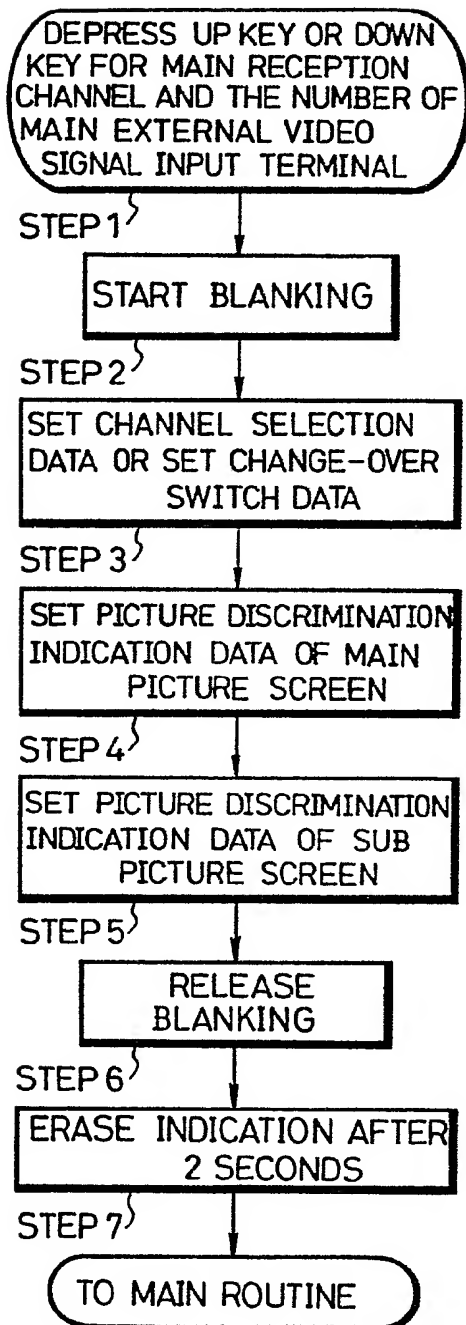 DEPRESS UP KEY OR DOWN
KEY FOR MAIN RECEPTION
CHANNEL AND THE NUMBER OF
MAIN EXTERNAL VIDEO
SIGNAL INPUT TERMINAL
STEP 1
START BLANKING
STEP 2
SET CHANNEL SELECTION
DATA OR SET CHANGE-OVER
SWITCH DATA
STEP 3
SET PICTURE DISCRIMINATION
INDICATION DATA OF MAIN
PICTURE SCREEN
STEP 4
SET PICTURE DISCRIMINATION
INDICATION DATA OF SUB
PICTURE SCREEN
STEP 5
RELEASE
BLANKING
STEP 6
ERASE INDICATION AFTER
2 SECONDS
STEP 7
TO MAIN ROUTINE